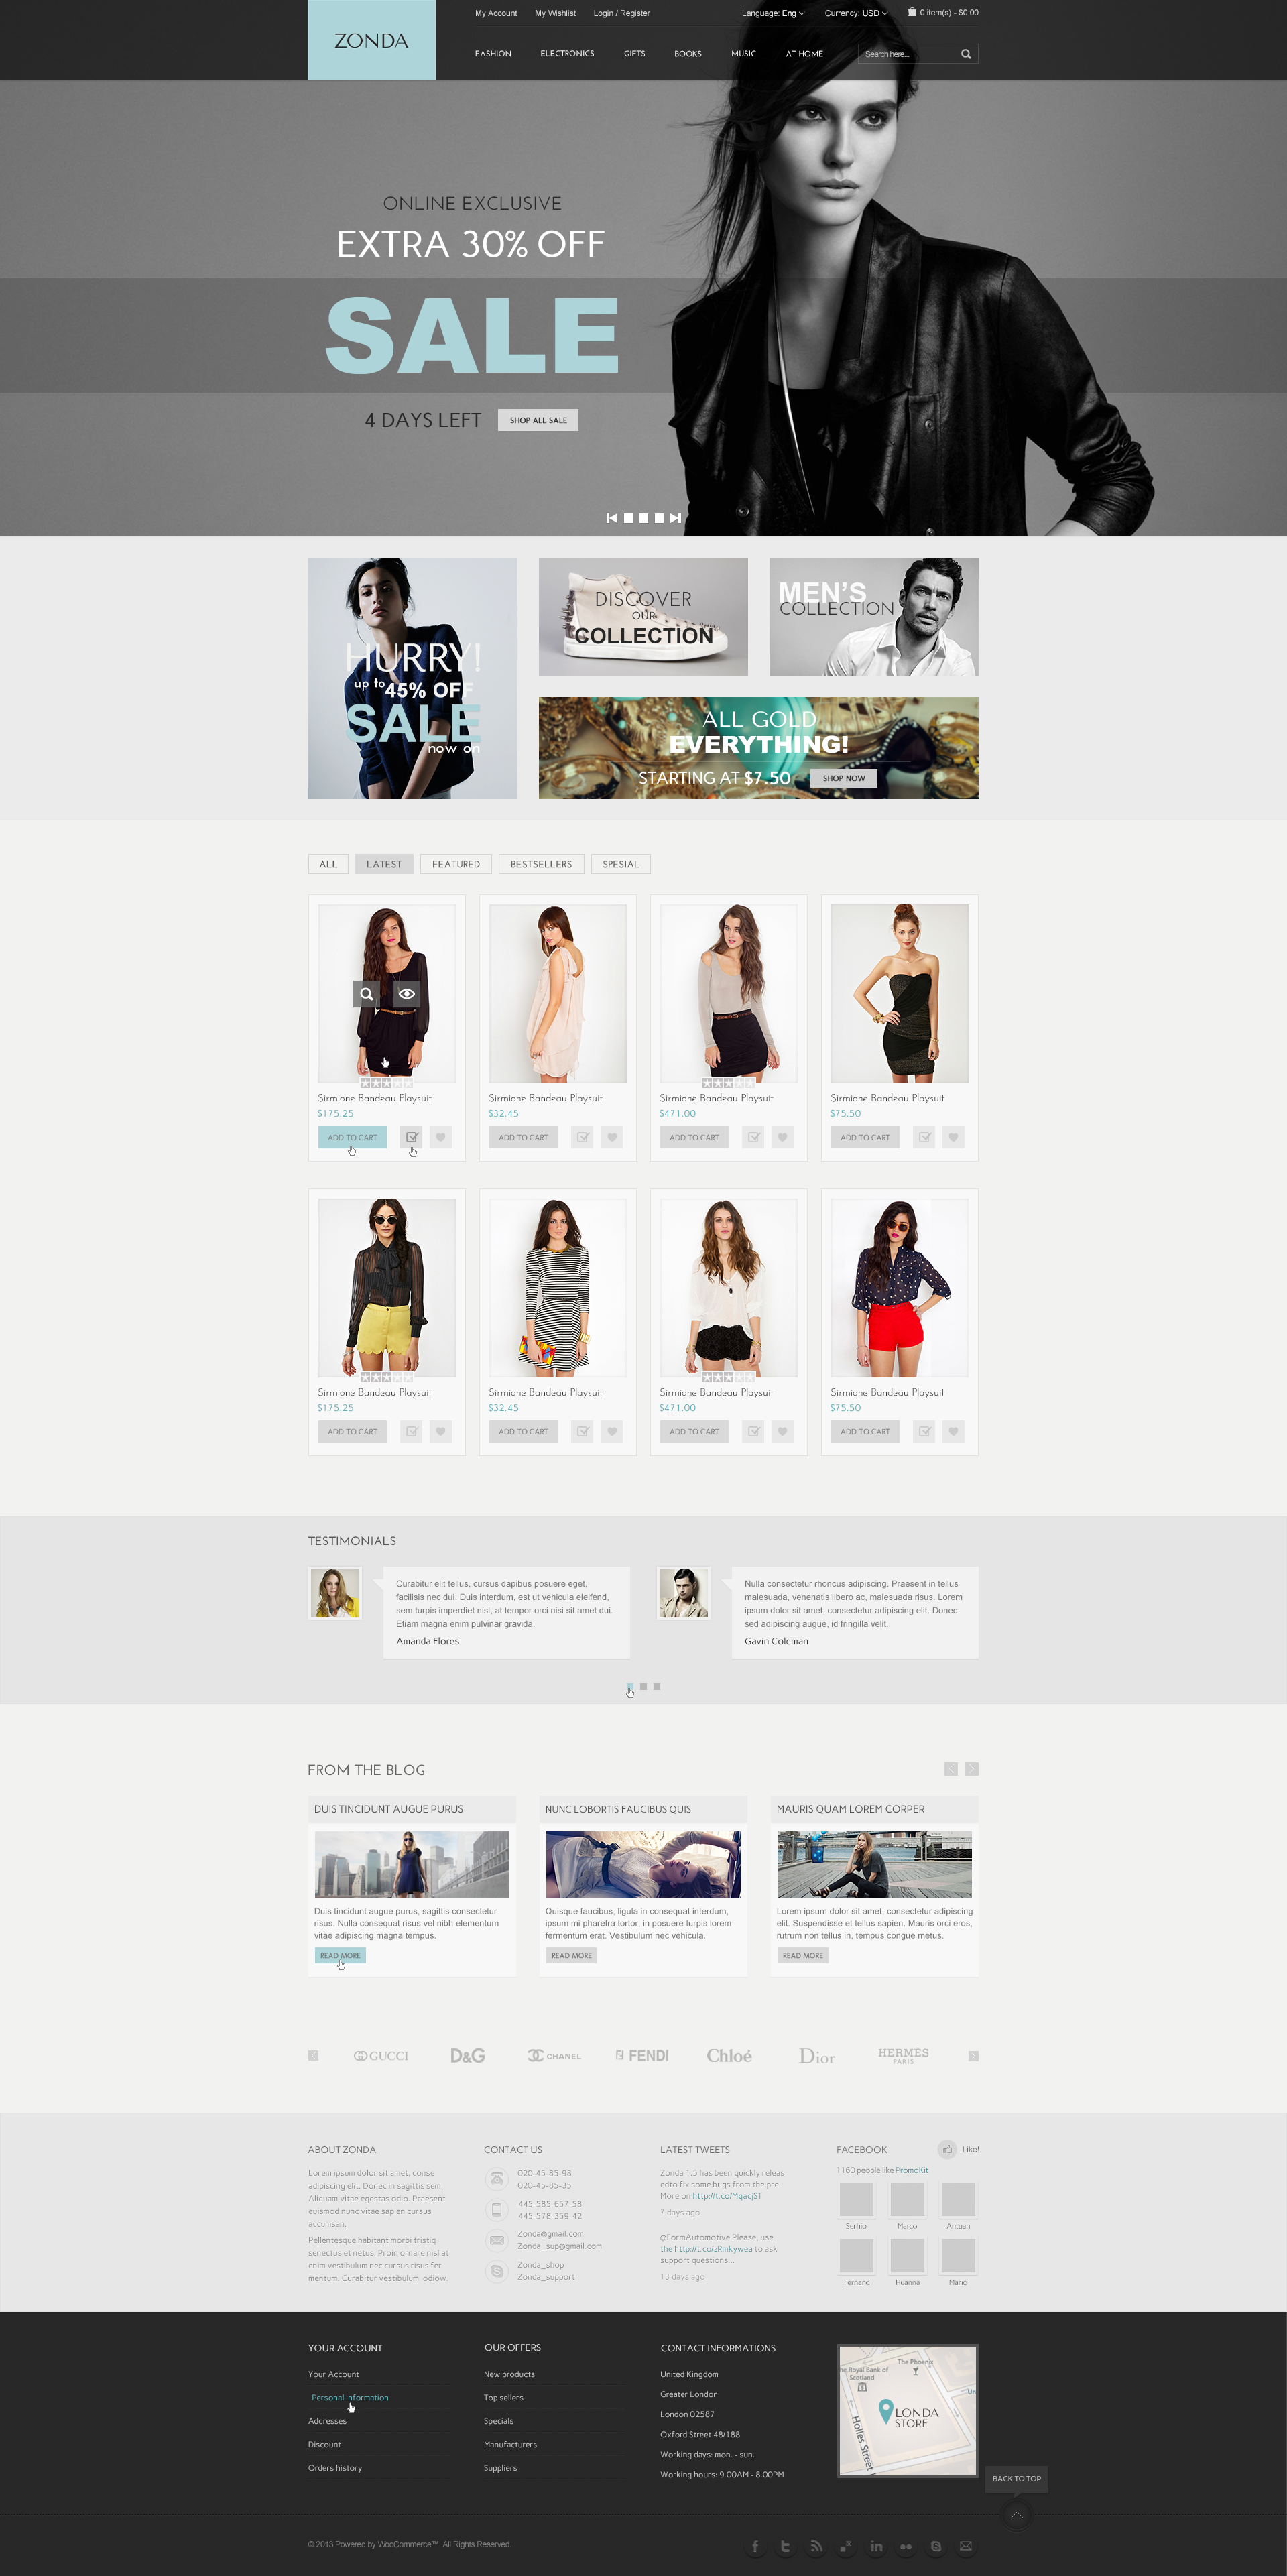 My Account My Wishlist Login / Register Language: Eng Currency: USD 0 item(s) - $0.00
ZONDA
FASHION ELECTRONICS GIFTS BOOKS MUSIC AT HOME Search here...
ONLINE EXCLUSIVE
EXTRA 30% OFF
SALE
4 DAYS LEFT SHOP ALL SALE
HURRY!
up to 45% OFF
SALE
now on
DISCOVER
OUR
COLLECTION
MEN'S
COLLECTION
ALL GOLD
EVERYTHING!
STARTING AT $7.50 SHOP NOW
ALL LATEST FEATURED BESTSELLERS SPESIAL
Sirmione Bandeau Playsuit Sirmione Bandeau Playsuit Sirmione Bandeau Playsuit Sirmione Bandeau Playsuit
$175.25 $32.45 $471.00 $75.50
ADD TO CART ADD TO CART ADD TO CART ADD TO CART
Sirmione Bandeau Playsuit Sirmione Bandeau Playsuit Sirmione Bandeau Playsuit Sirmione Bandeau Playsuit
$175.25 $32.45 $471.00 $75.50
ADD TO CART ADD TO CART ADD TO CART ADD TO CART
TESTIMONIALS
Curabitur elit tellus, cursus dapibus posuere eget,
facilisis nec dui. Duis interdum, est ut vehicula eleifend,
sem turpis imperdiet nisl, at tempor orci nisi sit amet dui.
Etiam magna enim pulvinar gravida.
Amanda Flores
Nulla consectetur rhoncus adipiscing. Praesent in tellus
malesuada, venenatis libero ac, malesuada risus. Lorem
ipsum dolor sit amet, consectetur adipiscing elit. Donec
sed adipiscing augue, id fringilla velit.
Gavin Coleman
FROM THE BLOG
DUIS TINCIDUNT AUGUE PURUS
Duis tincidunt augue purus, sagittis consectetur
risus. Nulla consequat risus vel nibh elementum
vitae adipiscing magna tempus.
READ MORE
NUNC LOBORTIS FAUCIBUS QUIS
Quisque faucibus, ligula in consequat interdum,
ipsum mi pharetra tortor, in posuere turpis lorem
fermentum erat. Vestibulum nec vehicula.
READ MORE
MAURIS QUAM LOREM CORPER
Lorem ipsum dolor sit amet, consectetur adipiscing
elit. Suspendisse et tellus sapien. Mauris orci eros,
rutrum non tellus in, tempus congue metus.
READ MORE
GUCCI D&G CHANEL FENDI Chloé Dior HERMÈS
PARIS
ABOUT ZONDA
Lorem ipsum dolor sit amet, conse
adipiscing elit. Donec in sagittis sem.
Aliquam vitae egestas odio. Praesent
euismod nunc vitae sapien cursus
accumsan.
Pellentesque habitant morbi tristiq
senectus et netus. Proin ornare nisl at
enim vestibulum nec cursus risus fer
mentum. Curabitur vestibulum odiow.
CONTACT US
020-45-85-98
020-45-85-35
445-585-657-58
445-578-359-42
Zonda@gmail.com
Zonda_sup@gmail.com
Zonda_shop
Zonda_support
LATEST TWEETS
Zonda 1.5 has been quickly releas
edto fix some bugs from the pre
More on http://t.co/MqacjST
7 days ago
@FormAutomotive Please, use
the http://t.co/zRmkywea to ask
support questions...
13 days ago
FACEBOOK Like!
1160 people like PromoKit
Serhio Marco Antuan
Fernand Huanna Mario
YOUR ACCOUNT
Your Account
Personal information
Addresses
Discount
Orders history
OUR OFFERS
New products
Top sellers
Specials
Manufacturers
Suppliers
CONTACT INFORMATIONS
United Kingdom
Greater London
London 02587
Oxford Street 48/188
Working days: mon. - sun.
Working hours: 9.00AM - 8.00PM
The Phoenix
he Royal Bank of
Scotland
Un
LONDA
STORE
Holles Street
BACK TO TOP
© 2013 Powered by WooCommerce™. All Rights Reserved.